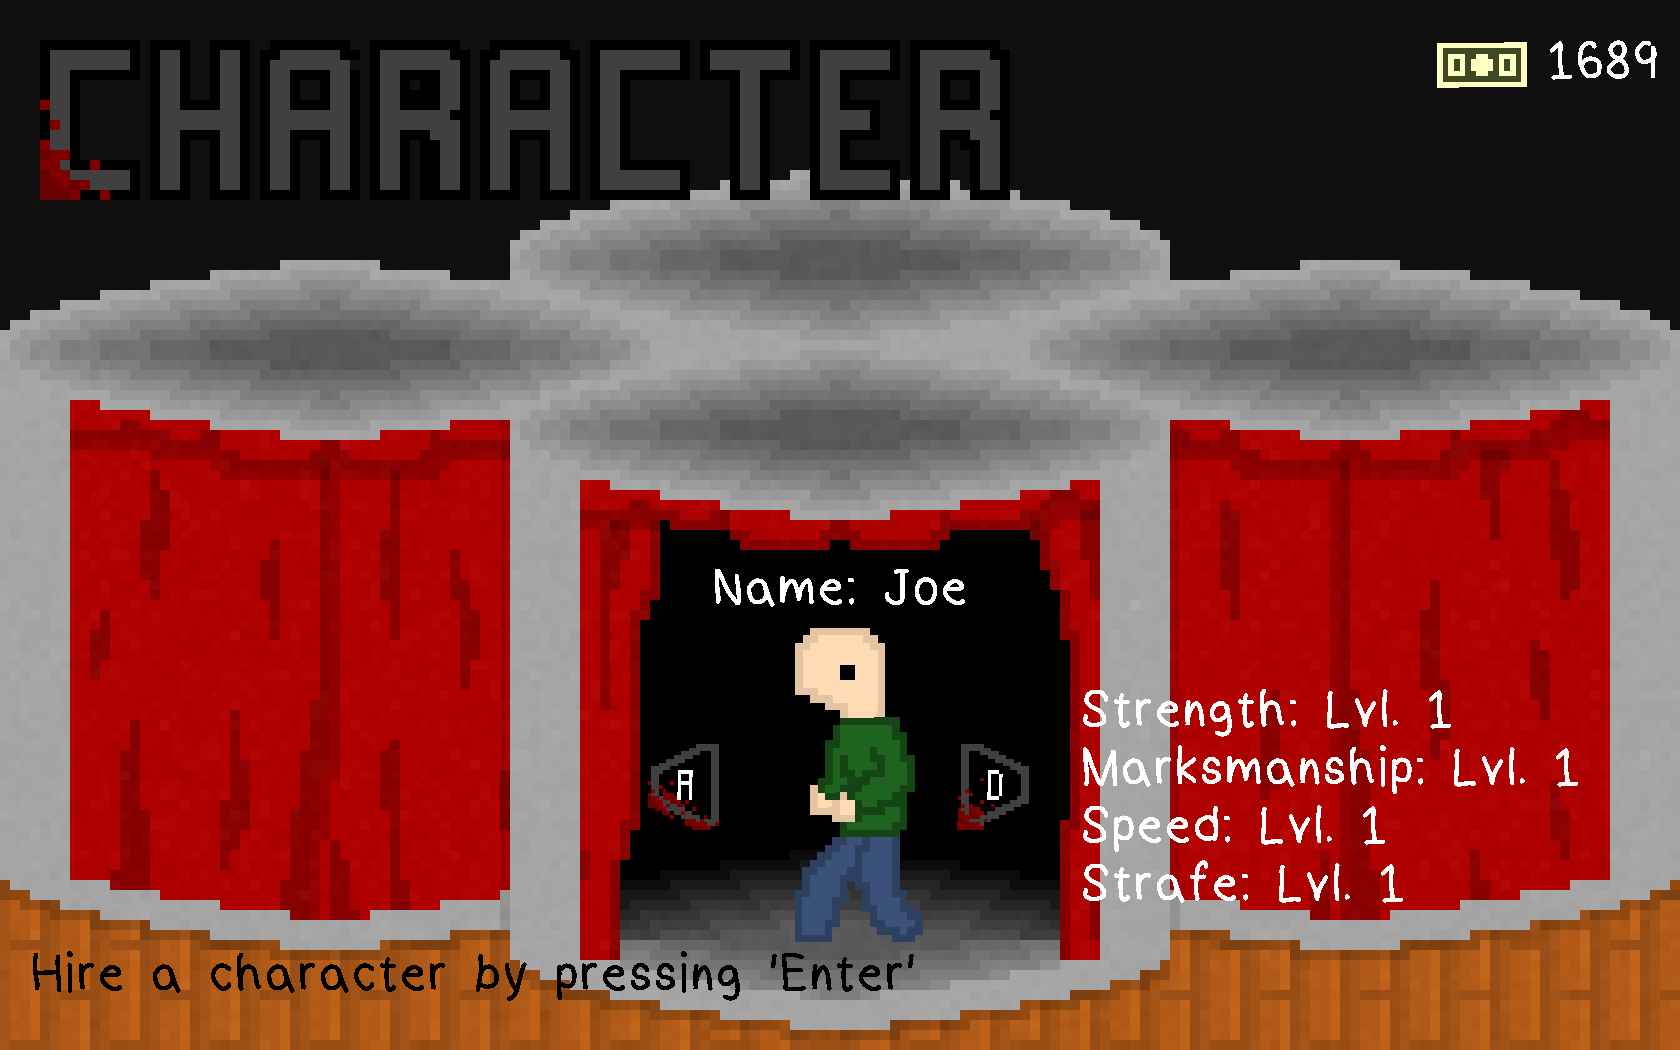 CHARACTER
1689
Name: Joe
A
D
Strength: Lvl. 1
Marksmanship: Lvl. 1
Speed: Lvl. 1
Strafe: Lvl. 1
Hire a character by pressing 'Enter'